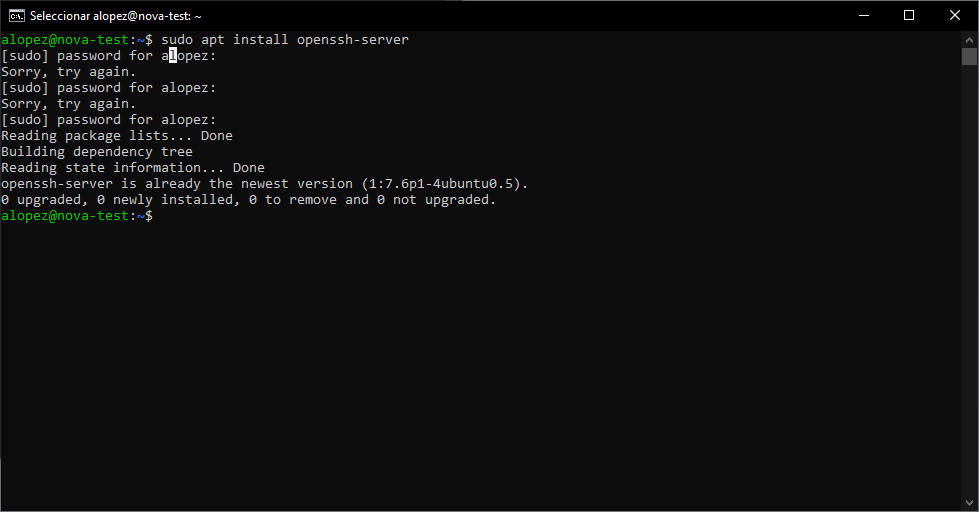 Seleccionar alopez@nova-test: ~
alopez@nova-test:~$ sudo apt install openssh-server
[sudo] password for alopez:
Sorry, try again.
[sudo] password for alopez:
Sorry, try again.
[sudo] password for alopez:
Reading package lists... Done
Building dependency tree
Reading state information... Done
openssh-server is already the newest version (1:7.6p1-4ubuntu0.5).
0 upgraded, 0 newly installed, 0 to remove and 0 not upgraded.
alopez@nova-test:~$